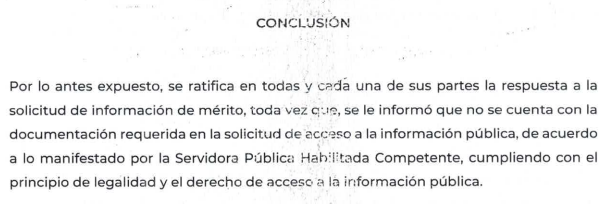 CONCLUSIÓN
Por lo antes expuesto, se ratifica en todas y cada una de sus partes la respuesta a la
solicitud de información de mérito, toda vez que, se le informó que no se cuenta con la
documentación requerida en la solicitud de acceso a la información pública, de acuerdo
a lo manifestado por la Servidora Pública Habilitada Competente, cumpliendo con el
principio de legalidad y el derecho de acceso a la información pública.